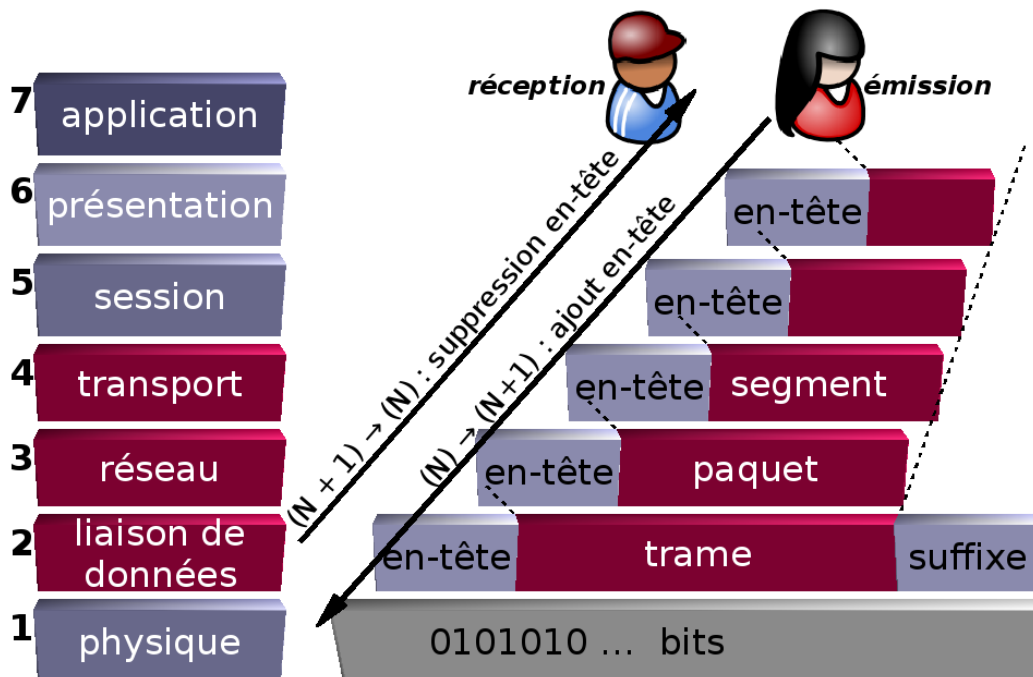 réception
émission
7
application
6
présentation
en-tête
5
session
en-tête
4
transport
en-tête
segment
3
réseau
en-tête
paquet
2
liaison de
données
en-tête
trame
suffixe
1
physique
0101010 ... bits
(N + 1) → (N) : suppression en-tête
(N) → (N+1) : ajout en-tête